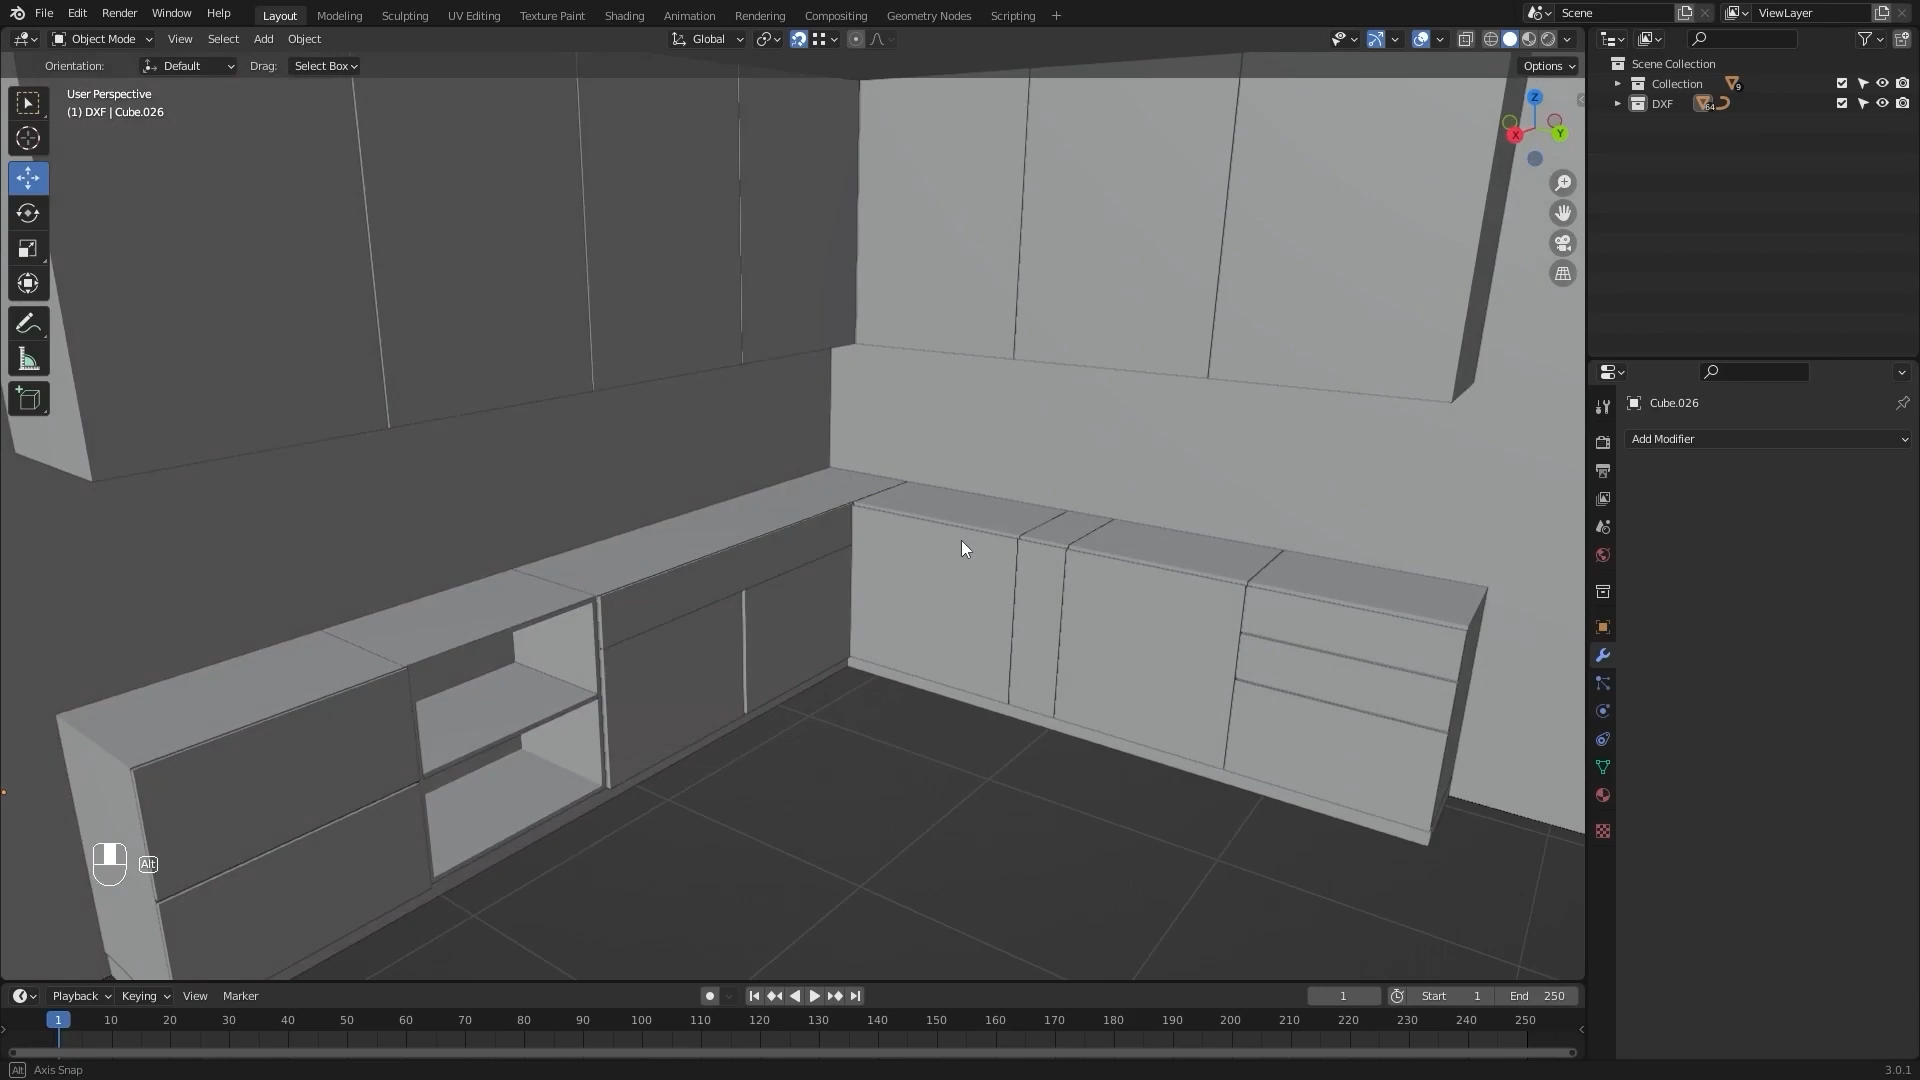 File Edit Render Window Help Layout Modeling Sculpting UV Editing Texture Paint Shading Animation Rendering Compositing Geometry Nodes Scripting + Scene ViewLayer
Object Mode View Select Add Object Global
Orientation: Default Drag: Select Box Options
User Perspective
(1) DXF | Cube.026
Z
X Y
Scene Collection
Collection 9
DXF 64
Cube.026
Add Modifier
Alt
Playback Keying View Marker 1 Start 1 End 250
1 10 20 30 40 50 60 70 80 90 100 110 120 130 140 150 160 170 180 190 200 210 220 230 240 250
Alt Axis Snap 3.0.1